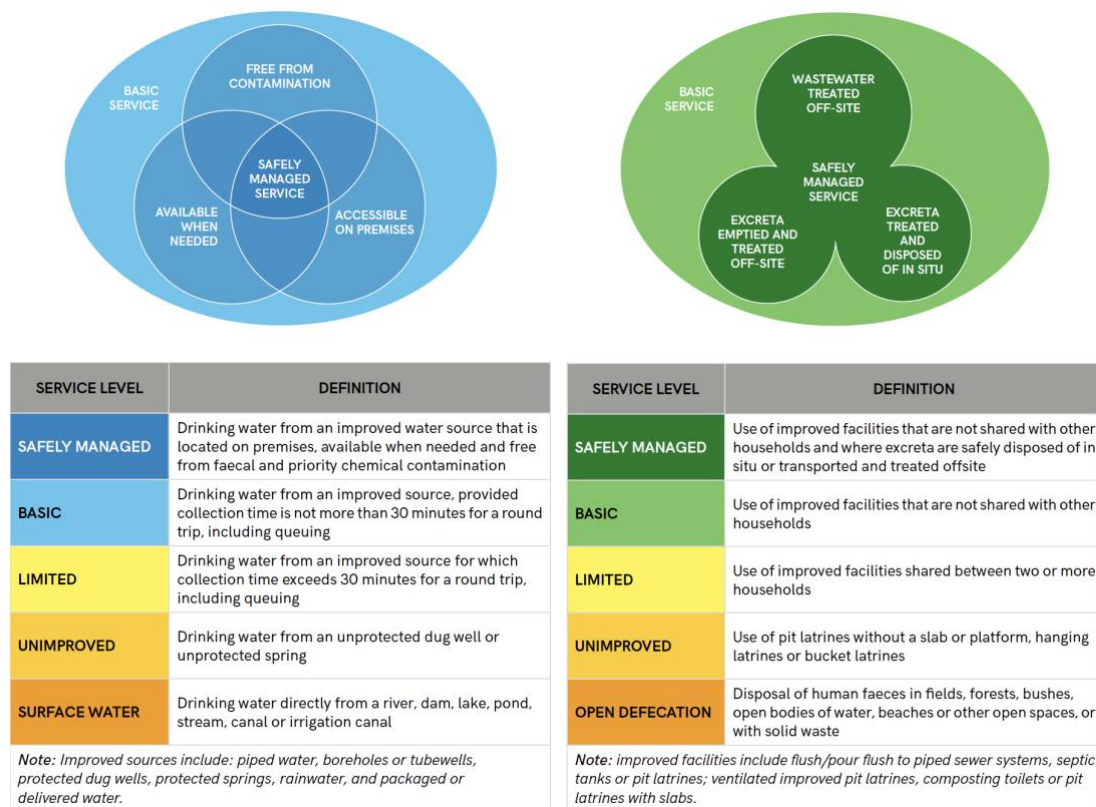 FREE FROM
CONTAMINATION
BASIC
SERVICE
SAFELY
MANAGED
SERVICE
AVAILABLE
WHEN
NEEDED
ACCESSIBLE
ON PREMISES
WASTEWATER
TREATED
OFF-SITE
BASIC
SERVICE
SAFELY
MANAGED
SERVICE
EXCRETA
EMPTIED AND
TREATED
OFF-SITE
EXCRETA
TREATED
AND
DISPOSED
OF IN SITU
SERVICE LEVEL
DEFINITION
SAFELY MANAGED
Drinking water from an improved water source that is
located on premises, available when needed and free
from faecal and priority chemical contamination
BASIC
Drinking water from an improved source, provided
collection time is not more than 30 minutes for a round
trip, including queuing
LIMITED
Drinking water from an improved source for which
collection time exceeds 30 minutes for a round trip,
including queuing
UNIMPROVED
Drinking water from an unprotected dug well or
unprotected spring
SURFACE WATER
Drinking water directly from a river, dam, lake, pond,
stream, canal or irrigation canal
Note: Improved sources include: piped water, boreholes or tubewells,
protected dug wells, protected springs, rainwater, and packaged or
delivered water.
SERVICE LEVEL
DEFINITION
SAFELY MANAGED
Use of improved facilities that are not shared with other
households and where excreta are safely disposed of in
situ or transported and treated offsite
BASIC
Use of improved facilities that are not shared with other
households
LIMITED
Use of improved facilities shared between two or more
households
UNIMPROVED
Use of pit latrines without a slab or platform, hanging
latrines or bucket latrines
OPEN DEFECATION
Disposal of human faeces in fields, forests, bushes,
open bodies of water, beaches or other open spaces, or
with solid waste
Note: improved facilities include flush/pour flush to piped sewer systems, septic
tanks or pit latrines; ventilated improved pit latrines, composting toilets or pit
latrines with slabs.